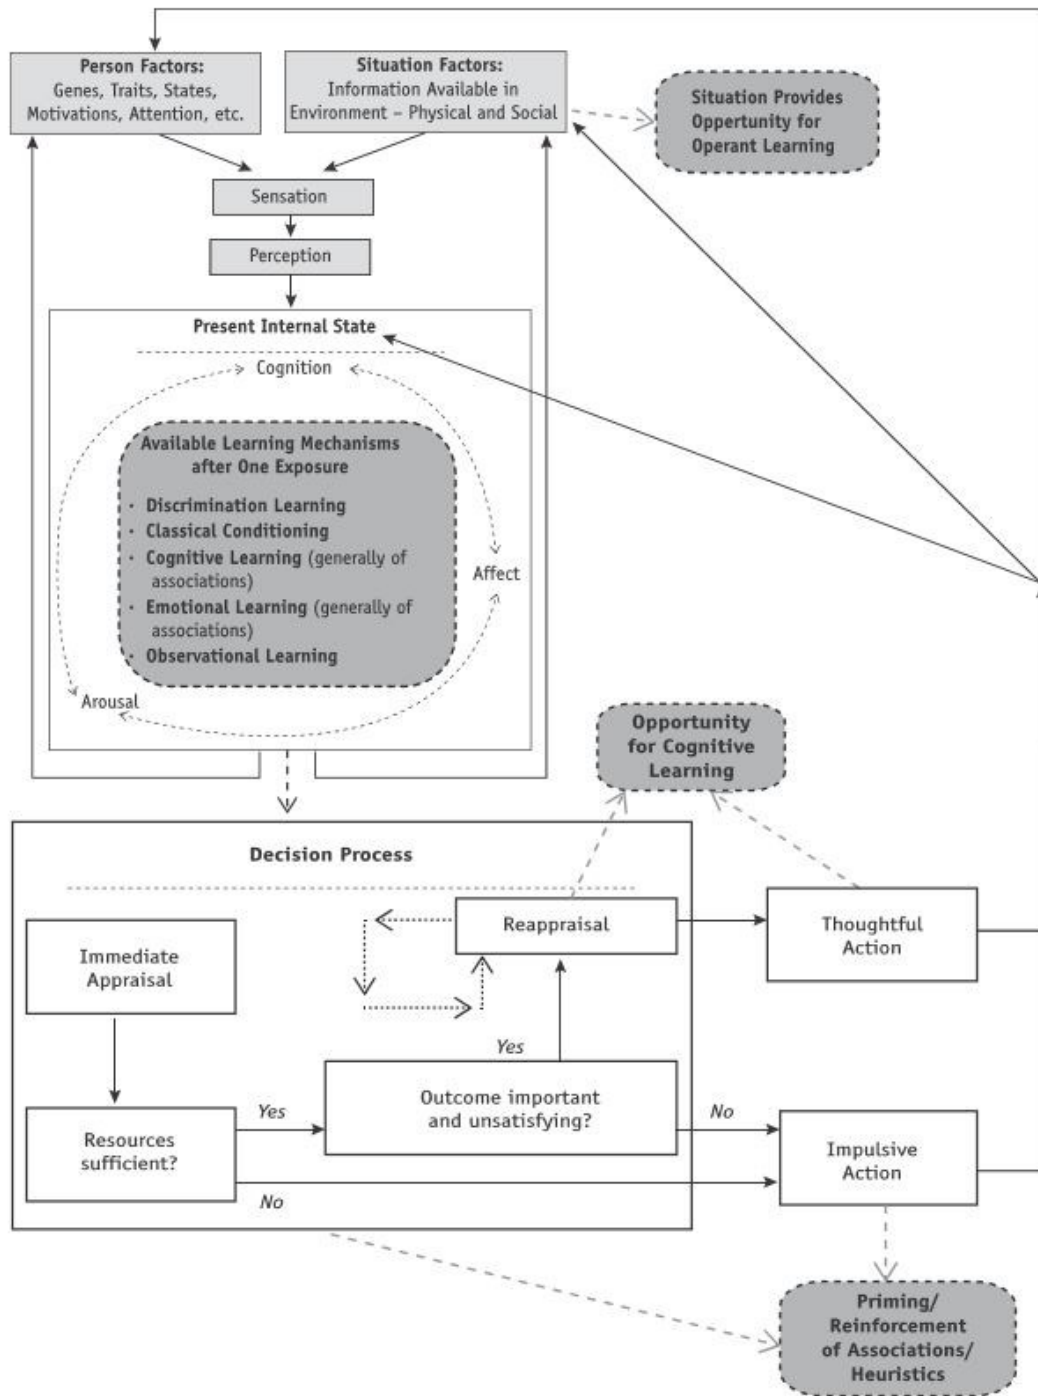 Person Factors:
Genes, Traits, States,
Motivations, Attention, etc.
Situation Factors:
Information Available in
Environment – Physical and Social
Situation Provides
Opportunity for
Operant Learning
Sensation
Perception
Present Internal State
Cognition
Available Learning Mechanisms
after One Exposure
· Discrimination Learning
· Classical Conditioning
· Cognitive Learning (generally of
associations)
· Emotional Learning (generally of
associations)
· Observational Learning
Affect
Arousal
Opportunity
for Cognitive
Learning
Decision Process
Immediate
Appraisal
Reappraisal
Thoughtful
Action
Yes
Resources
sufficient?
Yes
Outcome important
and unsatisfying?
No
Impulsive
Action
No
Priming/
Reinforcement
of Associations/
Heuristics